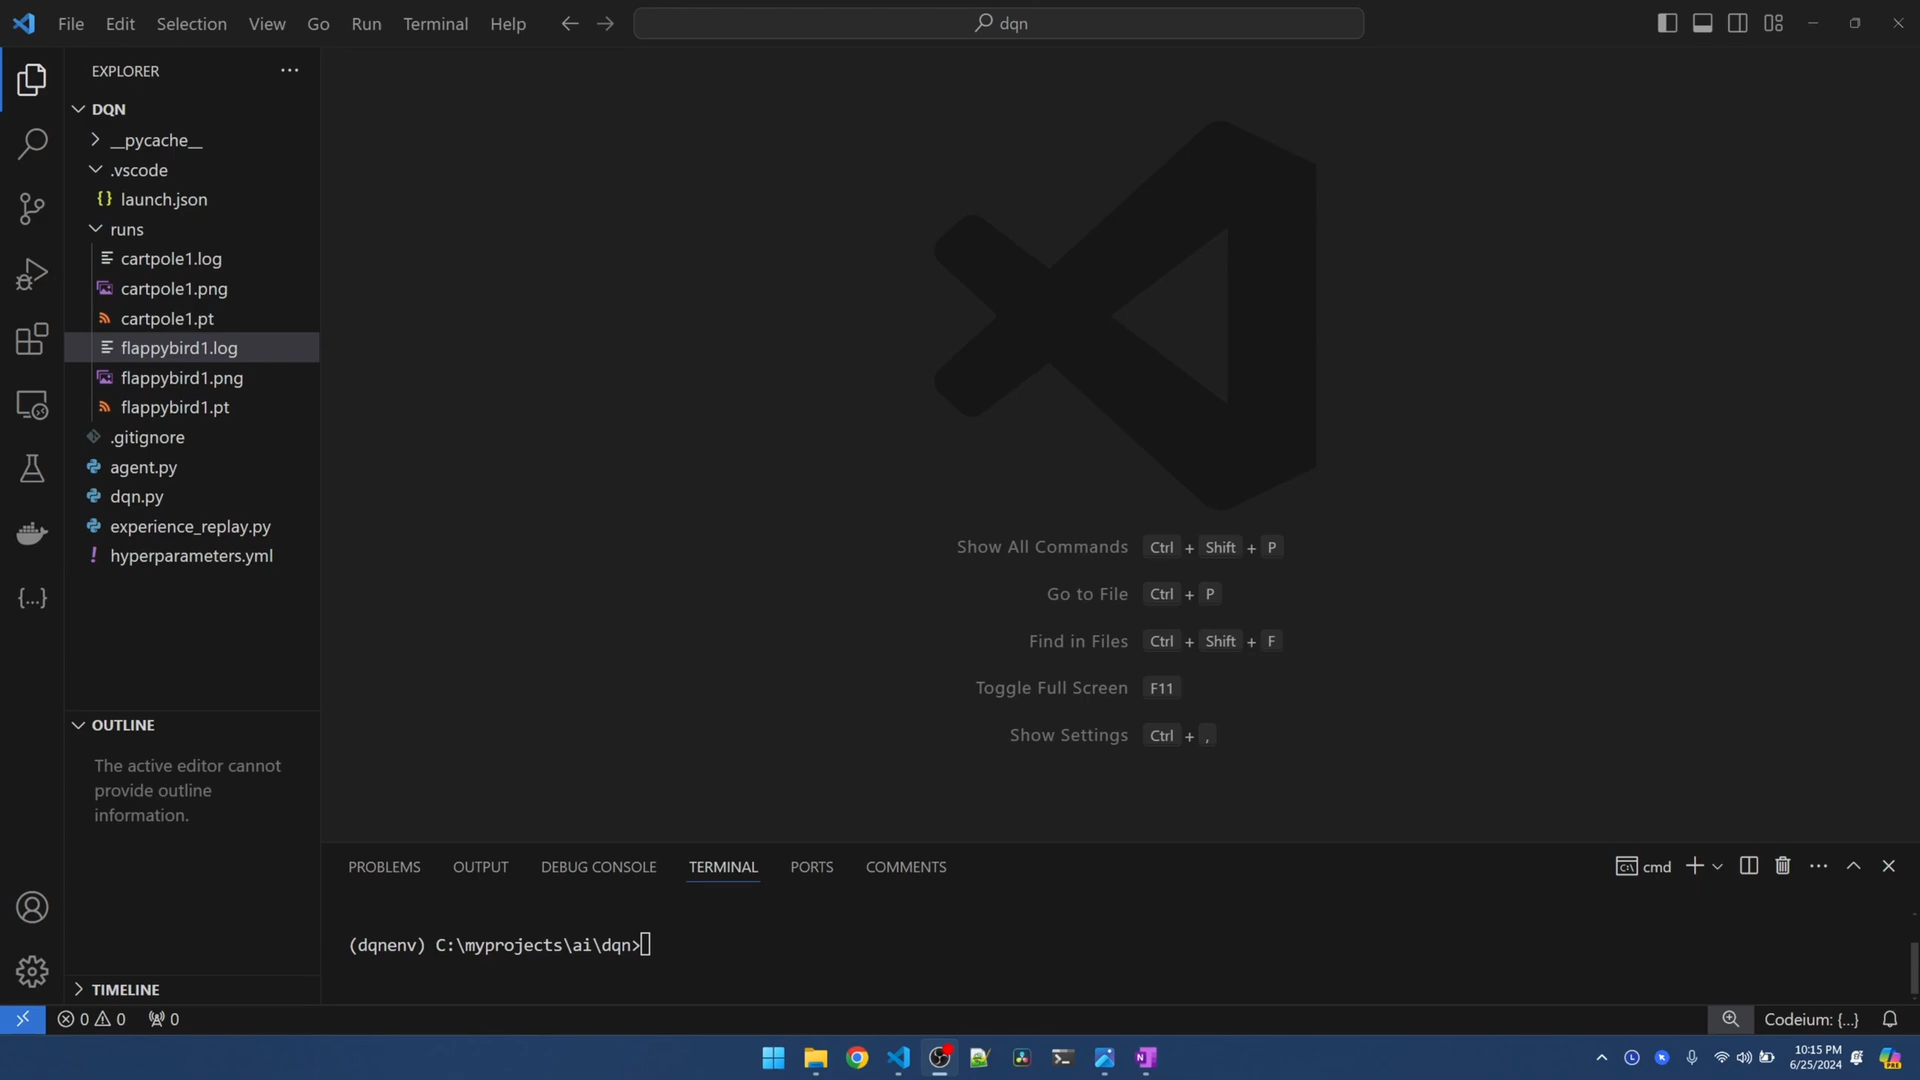 File Edit Selection View Go Run Terminal Help
dqn
EXPLORER
DQN
__pycache__
.vscode
launch.json
runs
cartpole1.log
cartpole1.png
cartpole1.pt
flappybird1.log
flappybird1.png
flappybird1.pt
.gitignore
agent.py
dqn.py
experience_replay.py
hyperparameters.yml
Show All Commands Ctrl + Shift + P
Go to File Ctrl + P
Find in Files Ctrl + Shift + F
Toggle Full Screen F11
Show Settings Ctrl + ,
OUTLINE
The active editor cannot
provide outline
information.
TIMELINE
PROBLEMS OUTPUT DEBUG CONSOLE TERMINAL PORTS COMMENTS
cmd
(dqnenv) C:\myprojects\ai\dqn>
0 0 0
Codeium: {...}
10:15 PM
6/25/2024